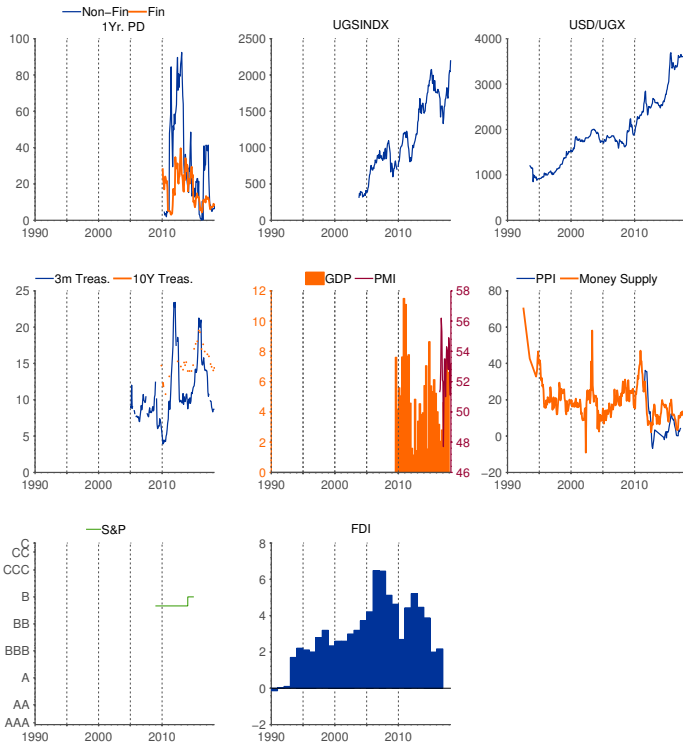 Non−Fin Fin
1Yr. PD
100
80
60
40
20
0
1990 2000 2010
UGSINDX
2500
2000
1500
1000
500
0
1990 2000 2010
USD/UGX
4000
3000
2000
1000
0
1990 2000 2010
3m Treas. 10Y Treas.
25
20
15
10
5
0
1990 2000 2010
GDP PMI
12
10
8
6
4
2
0
58
56
54
52
50
48
46
1990 2000 2010
PPI Money Supply
80
60
40
20
0
−20
1990 2000 2010
S&P
C
CC
CCC
B
BB
BBB
A
AA
AAA
1990 2000 2010
FDI
8
6
4
2
0
−2
1990 2000 2010